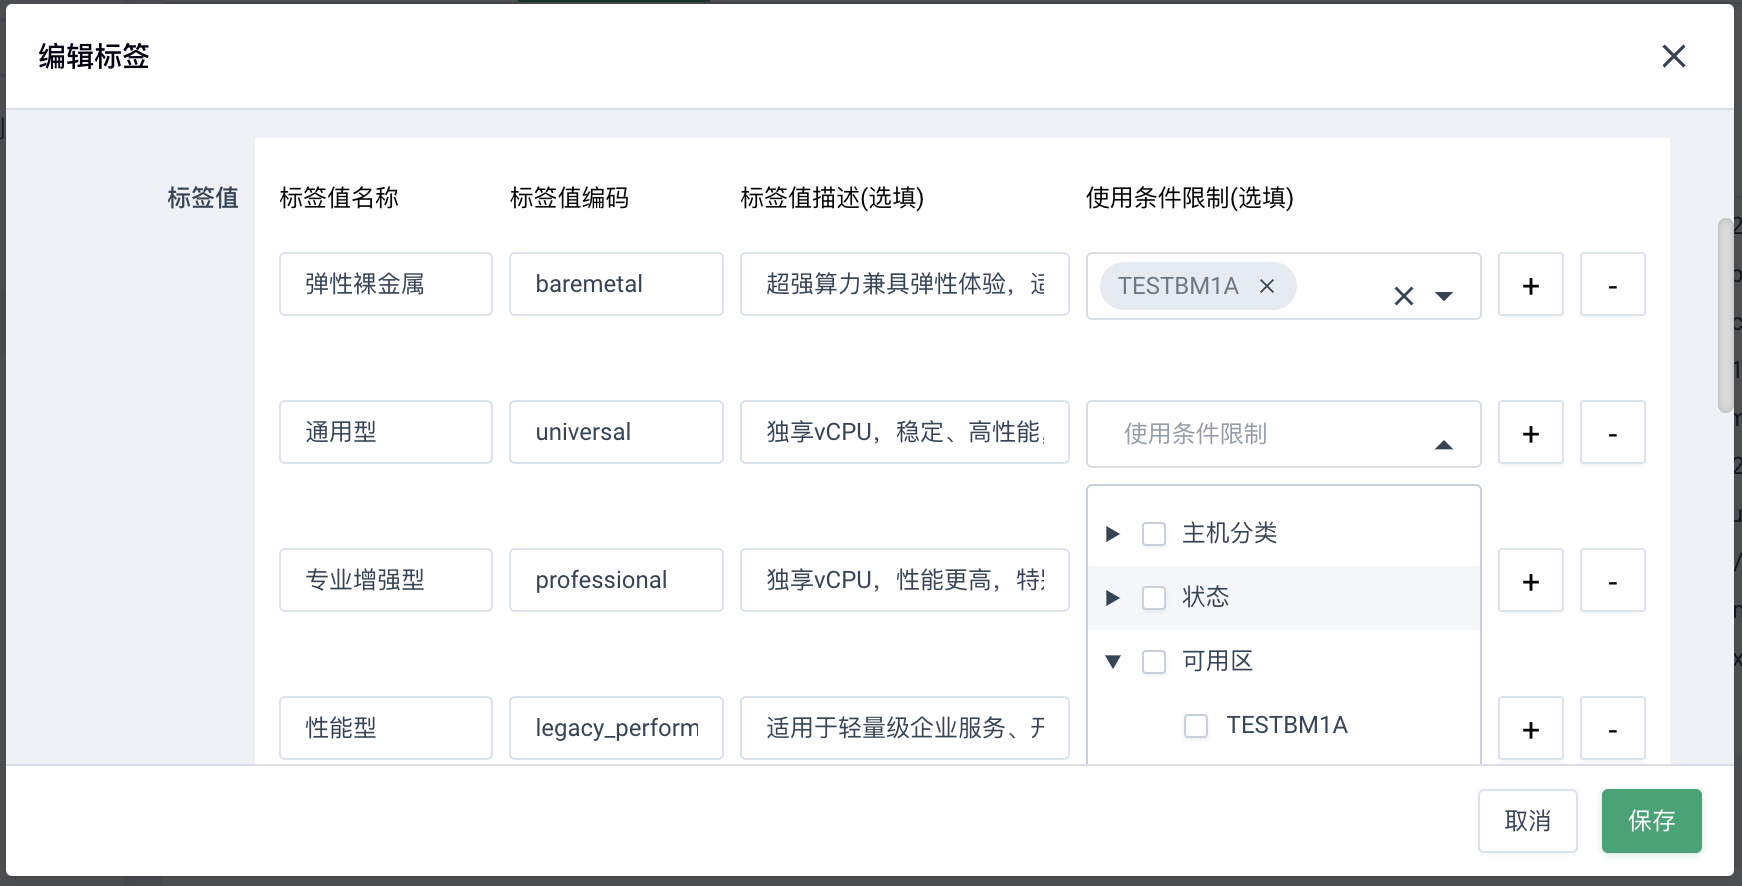 编辑标签
标签值 标签值名称 标签值编码 标签值描述(选填) 使用条件限制(选填)
弹性裸金属 baremetal 超强算力兼具弹性体验， TESTBM1A + -
通用型 universal 独享vCPU，稳定、高性能, 使用条件限制 + -
主机分类
专业增强型 professional 独享vCPU，性能更高，特 状态 + -
可用区
性能型 legacy_perform 适用于轻量级企业服务、开 TESTBM1A + -
取消 保存